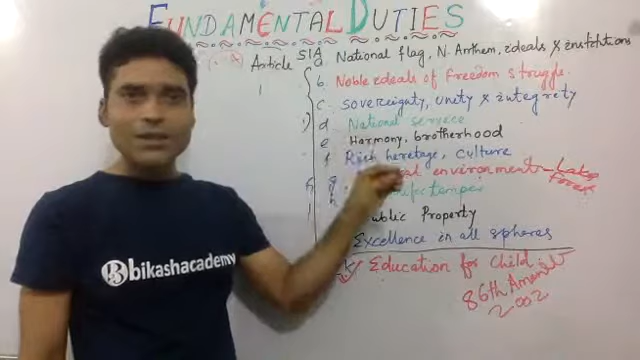 FUNDAMENTAL DUTIES
Article 51A
a National flag, N. Anthem, ideals & institutions
b. Noble ideals of freedom struggle.
c. sovereignty, unity & integrety
d National service
e Harmony, brotherhood
f Rich heretage, culture
g environment - Lakes
Forest
h temper
Public Property
Excellence in all spheres
k) Education for Child.
86th Amend
2002
bikashacademy